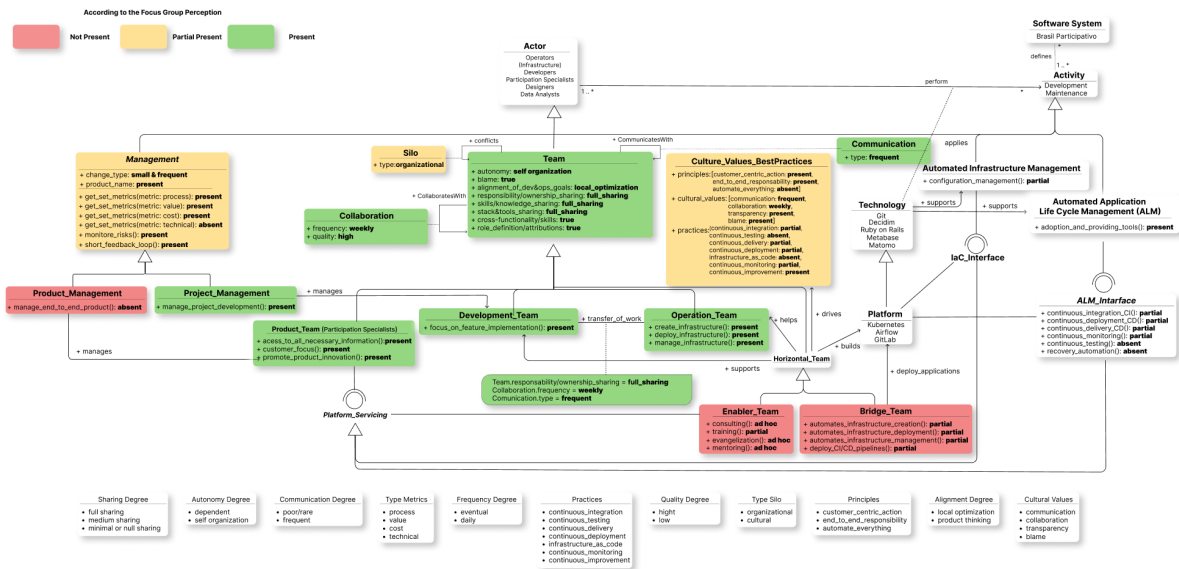 According to the Focus Group Perception
Not Present
Partial Present
Present
Software System
Brasil Participativo
*
defines
1 .. *
Activity
Development
Maintenance
Actor
Operators
(Infrastructure)
Developers
Participation Specialists
Designers
Data Analysts
1 .. *
perform
*
+ conflicts
+ CommunicatesWith
applies
Silo
+ type:organizational
Communication
+ type: frequent
Management
+ change_type: small & frequent
+ product_name: present
+ get_set_metrics(metric: process): present
+ get_set_metrics(metric: value): present
+ get_set_metrics(metric: cost): present
+ get_set_metrics(metric: technical): absent
+ monitore_risks(): present
+ short_feedback_loop(): present
Team
+ autonomy: self organization
+ blame: true
+ alignment_of_dev&ops_goals: local_optimization
+ responsibility/ownership_sharing: full_sharing
+ skills/knowledge_sharing: full_sharing
+ stack&tools_sharing: full_sharing
+ cross-functionality/skills: true
+ role_definition/attributions: true
+ CollaboratesWith
Collaboration
+ frequency: weekly
+ quality: high
Culture_Values_BestPractices
+ principles:[customer_centric_action: present,
end_to_end_responsability: present,
automate_everything: absent]
+ cultural_values: [communication: frequent,
collaboration: weekly,
transparency: present,
blame: present]
+ practices:[continuous_integration: partial,
continuous_testing: absent,
continuous_delivery: partial,
continuous_deployment: partial,
infrastructure_as_code: absent,
continuous_monitoring: partial,
continuous_improvement: present
Automated Infrastructure Management
+ configuration_management(): partial
Technology
Git
Decidim
Ruby on Rails
Metabase
Matomo
+ supports
+ supports
Automated Application
Life Cycle Management (ALM)
+ adoption_and_providing_tools(): present
IaC_Interface
ALM_Intarface
+ continuous_integration_CI(): partial
+ continuous_deployment_CD(): partial
+ continuous_delivery_CD(): partial
+ continuous_monitoring(): partial
+ continuous_testing(): absent
+ recovery_automation(): absent
Product_Management
+ manage_end_to_end_product(): absent
Project_Management
+ manage_project_development(): present
+ manages
Development_Team
+ focus_on_feature_implementation(): present
+ transfer_of_work
Operation_Team
+ create_infrastructure(): present
+ deploy_infrastructure(): present
+ manage_infrastructure(): present
+ helps
+ drives
Platform
Kubernetes
Airflow
GitLab
+ builds
Horizontal_Team
Product_Team (Participation Specialists)
+ acess_to_all_necessary_information(): present
+ customer_focus(): present
+ promote_product_innovation(): present
+ manages
+ supports
+ deploy_applications
Team.responsability/ownership_sharing = full_sharing
Collaboration.frequency = weekly
Comunication.type = frequent
Platform_Servicing
Enabler_Team
+ consulting(): ad hoc
+ training(): partial
+ evangelization(): ad hoc
+ mentoring(): ad hoc
Bridge_Team
+ automates_infrastructure_creation(): partial
+ automates_infrastructure_deployment(): partial
+ automates_infrastructure_management(): partial
+ deploy_CI/CD_pipelines(): partial
Sharing Degree
• full sharing
• medium sharing
• minimal or null sharing
Autonomy Degree
• dependent
• self organization
Communication Degree
• poor/rare
• frequent
Type Metrics
• process
• value
• cost
• technical
Frequency Degree
• eventual
• daily
Practices
• continuous_integration
• continuous_testing
• continuous_delivery
• continuous_deployment
• infrastructure_as_code
• continuous_monitoring
• continuous_improvement
Quality Degree
• hight
• low
Type Silo
• organizational
• cultural
Principles
• customer_centric_action
• end_to_end_responsibility
• automate_everything
Alignment Degree
• local optimization
• product thinking
Cultural Values
• communication
• collaboration
• transparency
• blame